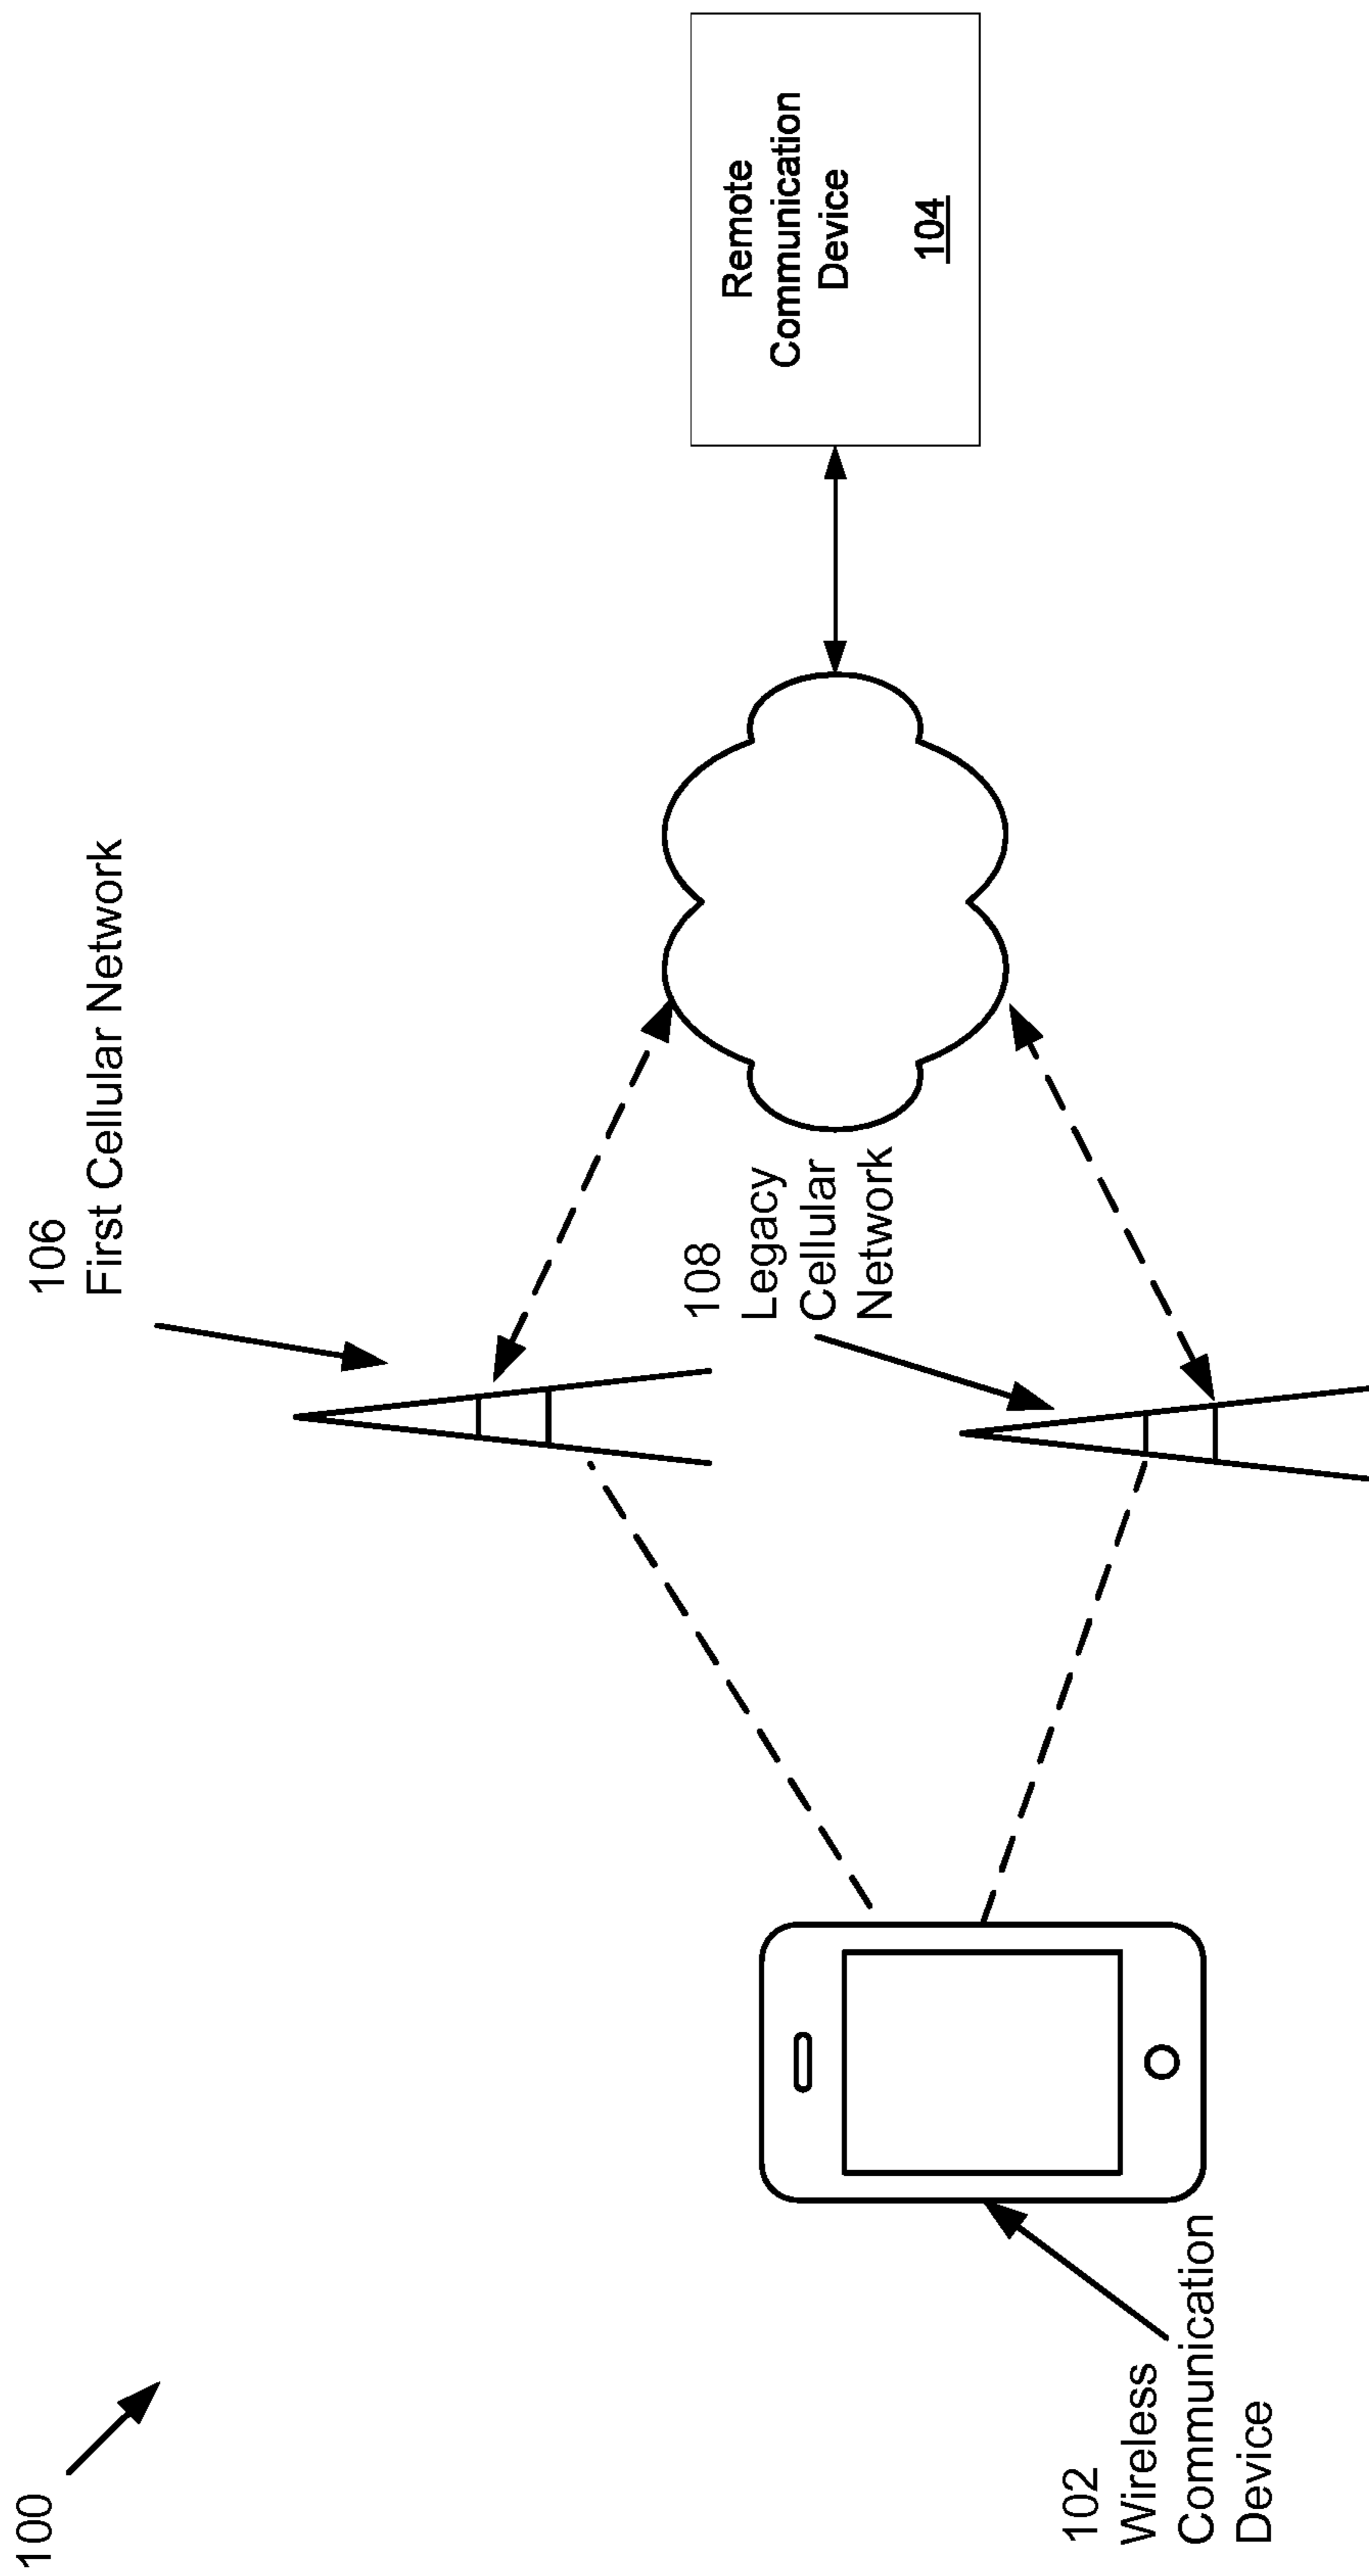 100
106
First Cellular Network
108
Legacy
Cellular
Network
Remote
Communication
Device
104
102
Wireless
Communication
Device